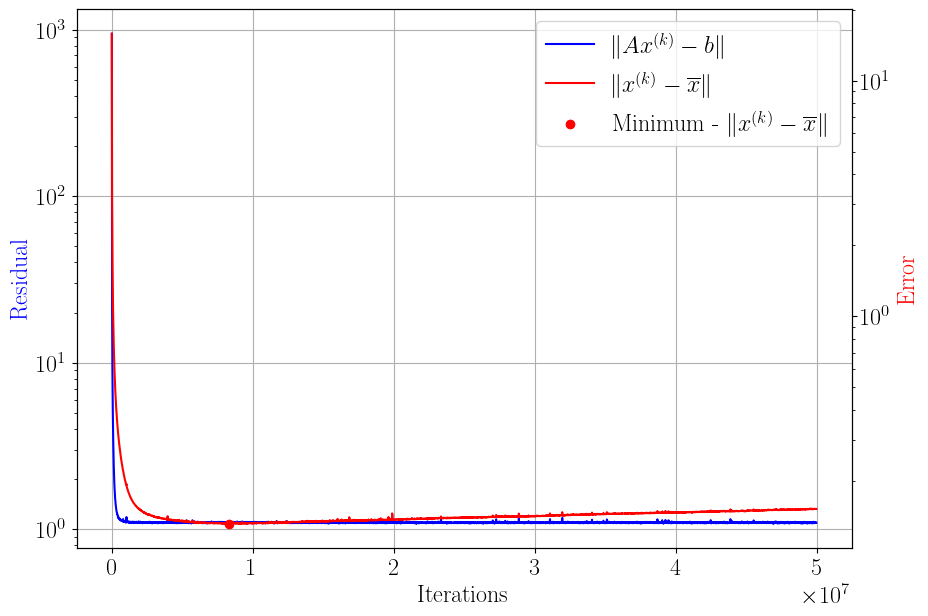 10³
10²
10¹
10⁰
Residual
‖Ax⁽ᵏ⁾ − b‖
‖x⁽ᵏ⁾ − x̅‖
Minimum - ‖x⁽ᵏ⁾ − x̅‖
10¹
10⁰
Error
0 1 2 3 4 5
×10⁷
Iterations